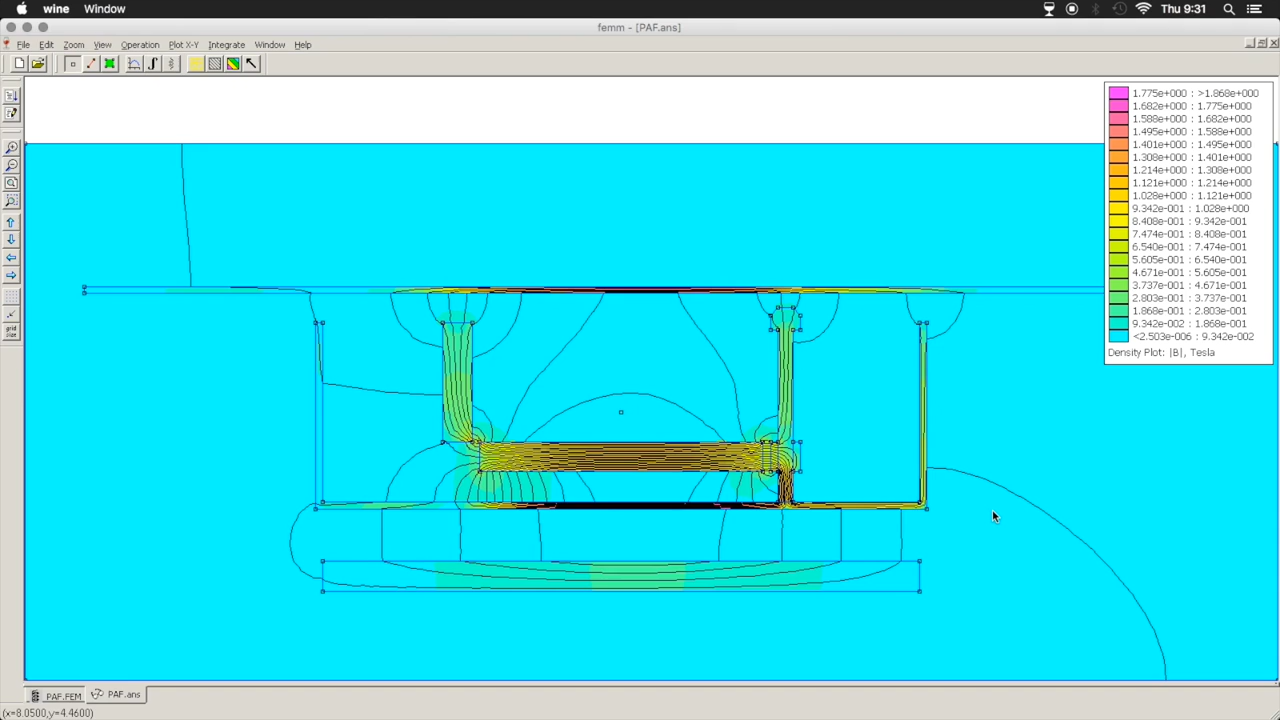 wine Window Thu 9:31
femm - [PAF.ans]
File Edit Zoom View Operation Plot X-Y Integrate Window Help
grid
size
1.775e+000 : >1.868e+000
1.682e+000 : 1.775e+000
1.588e+000 : 1.682e+000
1.495e+000 : 1.588e+000
1.401e+000 : 1.495e+000
1.308e+000 : 1.401e+000
1.214e+000 : 1.308e+000
1.121e+000 : 1.214e+000
1.028e+000 : 1.121e+000
9.342e-001 : 1.028e+000
8.408e-001 : 9.342e-001
7.474e-001 : 8.408e-001
6.540e-001 : 7.474e-001
5.605e-001 : 6.540e-001
4.671e-001 : 5.605e-001
3.737e-001 : 4.671e-001
2.803e-001 : 3.737e-001
1.868e-001 : 2.803e-001
9.342e-002 : 1.868e-001
<2.503e-006 : 9.342e-002
Density Plot: |B|, Tesla
PAF.FEM PAF.ans
(x=8.0500,y=4.4600)